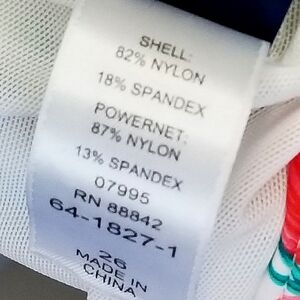 SHELL:
82% NYLON
18% SPANDEX
POWERNET:
87% NYLON
13% SPANDEX
07995
RN 88842
64-1827-1
26
MADE IN
CHINA